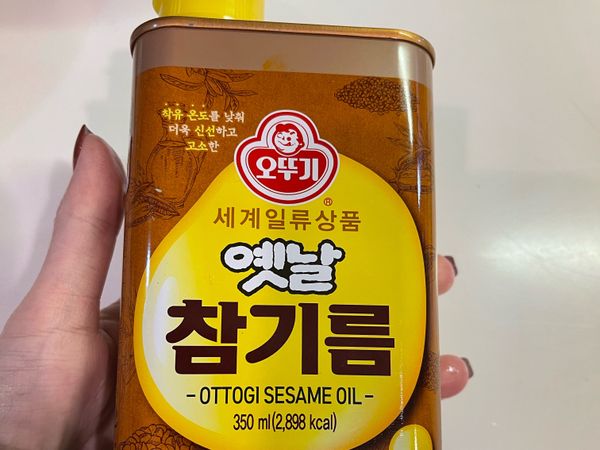 착유 온도를 낮춰
더욱 신선하고
고소한
오뚜기
®
세계일류상품
옛날
참기름
- OTTOGI SESAME OIL -
350 ml(2,898 kcal)